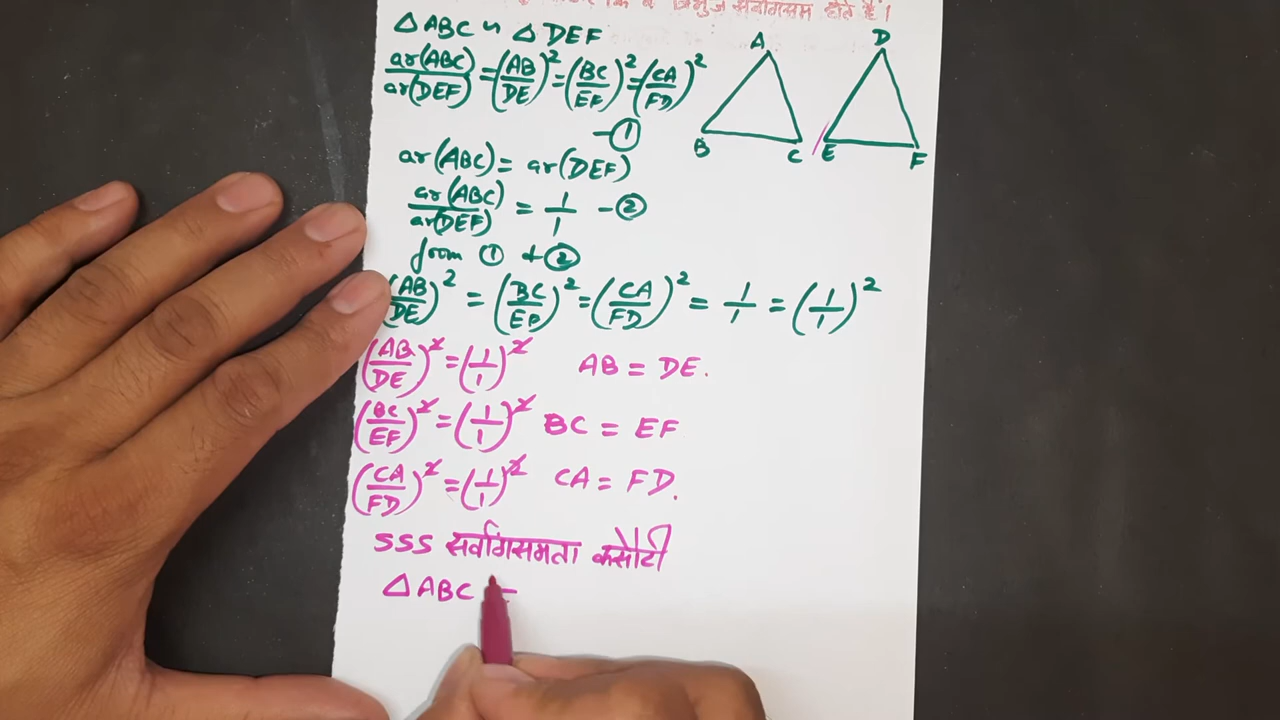 त्रिभुज सर्वांगसम होते हैं।
△ ABC ∽ △ DEF
ar(ABC)/ar(DEF) = (AB/DE)² = (BC/EF)² = (CA/FD)²
A
D
- ①
B
C
E
F
ar(ABC) = ar(DEF)
ar(ABC)/ar(DEF) = 1/1 - ②
from ① + ②
(AB/DE)² = (BC/EF)² = (CA/FD)² = 1/1 = (1/1)²
(AB/DE)² = (1/1)² AB = DE.
(BC/EF)² = (1/1)² BC = EF
(CA/FD)² = (1/1)² CA = FD.
SSS सर्वांगसमता कसौटी
△ ABC